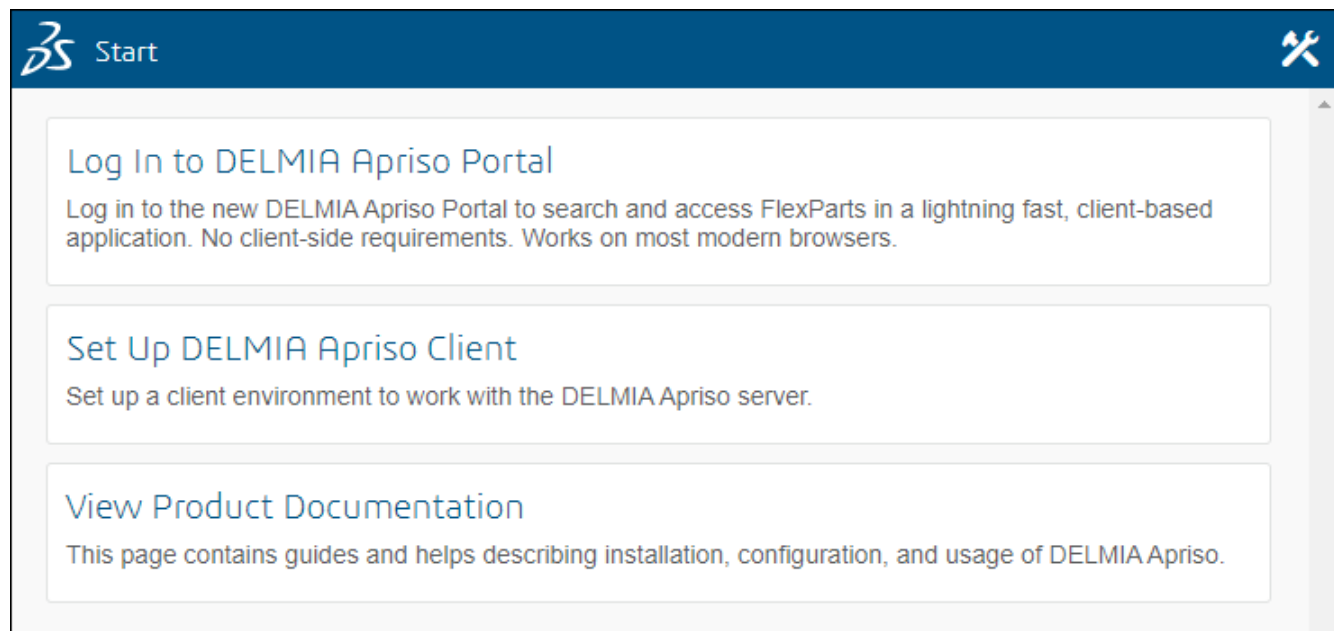 DS Start
Log In to DELMIA Apriso Portal
Log in to the new DELMIA Apriso Portal to search and access FlexParts in a lightning fast, client-based
application. No client-side requirements. Works on most modern browsers.
Set Up DELMIA Apriso Client
Set up a client environment to work with the DELMIA Apriso server.
View Product Documentation
This page contains guides and helps describing installation, configuration, and usage of DELMIA Apriso.